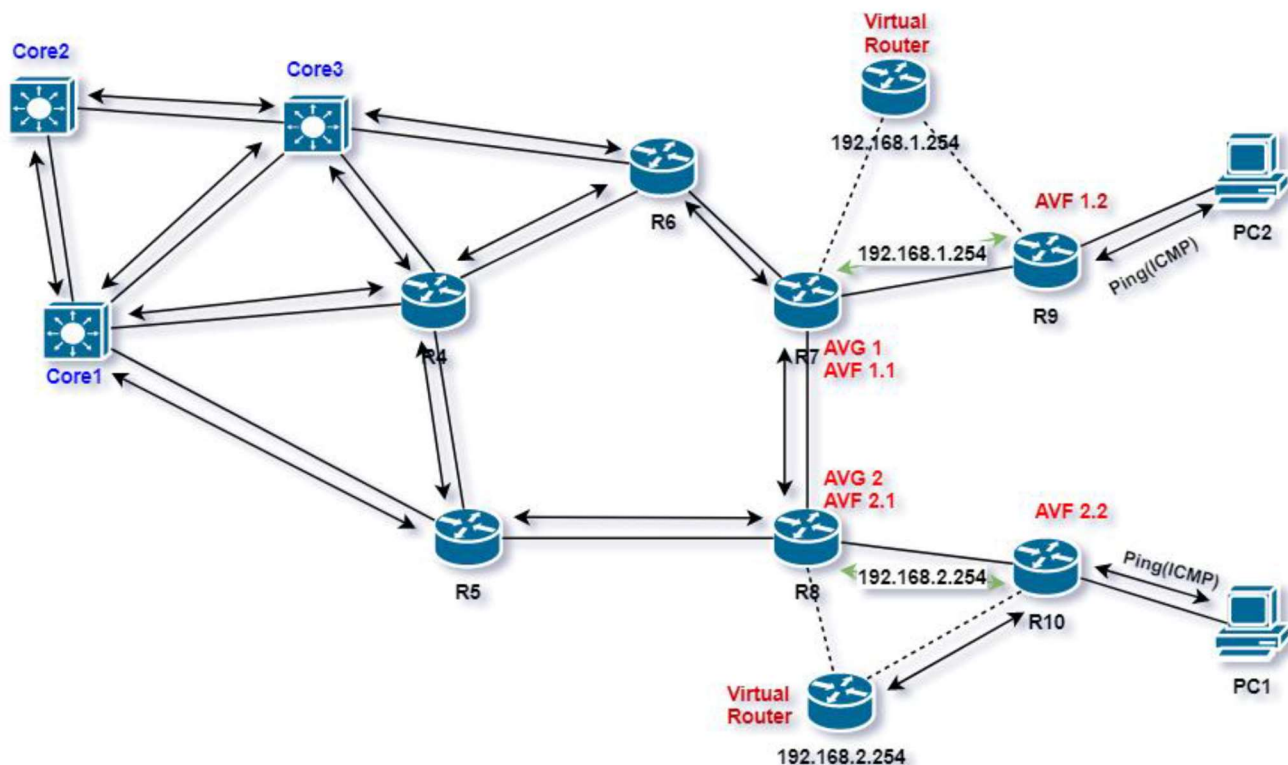 Virtual
Router
Core2
Core3
192.168.1.254
R6
AVF 1.2
PC2
192.168.1.254
Ping(ICMP)
R9
R4
R7
AVG 1
AVF 1.1
Core1
AVG 2
AVF 2.1
AVF 2.2
Ping(ICMP)
192.168.2.254
R5
R8
R10
PC1
Virtual
Router
192.168.2.254